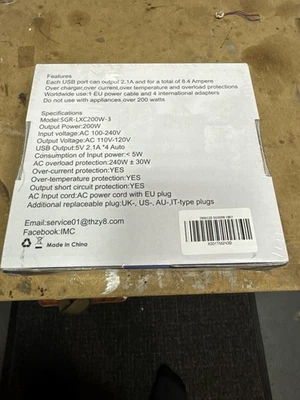 Features
Each USB port can output 2.1A and for a total of 8.4 Ampere
Over charger,over current,over temperature and overload protections
Worldwide use:1 EU power cable and 4 international adapters
Do not use with appliances over 200 watts
Specifications
Model:SGR-LXC200W-3
Output Power:200W
Input voltage:AC 100-240V
Output Voltage:AC 110V-120V
USB Output:5V 2.1A *4 Auto
Consumption of Input power:< 5W
AC overload protection:240W ± 30W
Over-current protection:YES
Over-temperature protection:YES
Output short circuit protection:YES
AC Input cord:AC power cord with EU plug
Additional replaceable plug:UK-, US-, AU-,IT-type plugs
Email:service01@thzy8.com
Facebook:IMC
Made in China